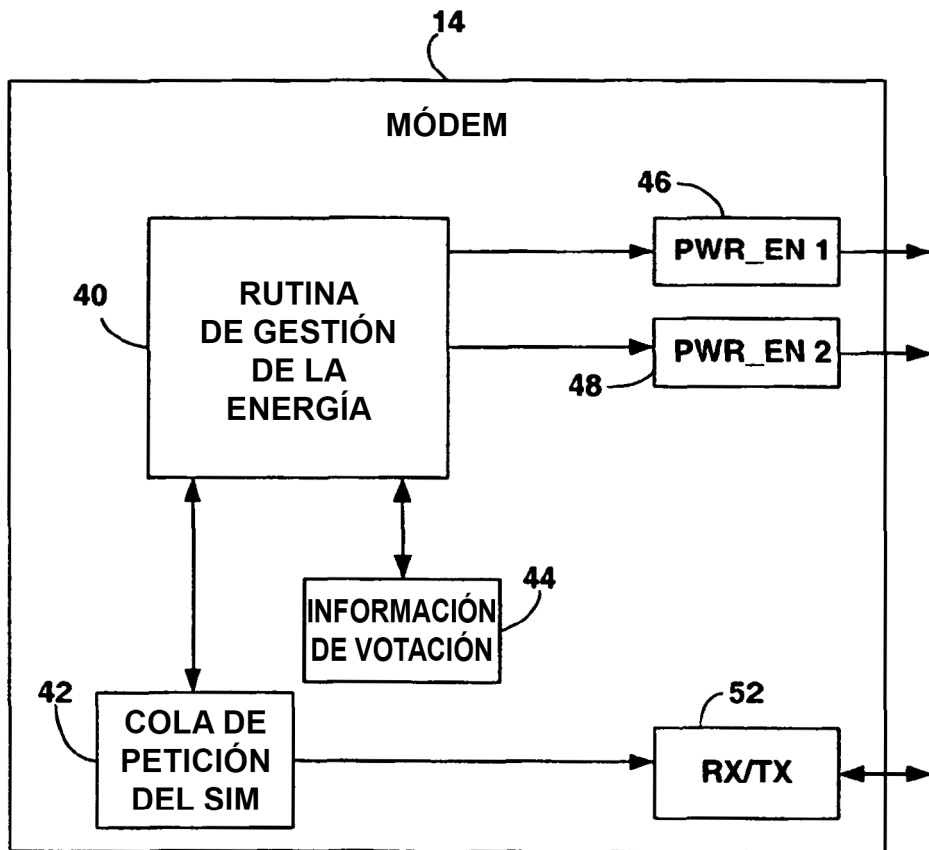 14
MÓDEM
46
PWR_EN 1
40
RUTINA
DE GESTIÓN
DE LA
ENERGÍA
PWR_EN 2
48
44
INFORMACIÓN
DE VOTACIÓN
42
COLA DE
PETICIÓN
DEL SIM
52
RX/TX